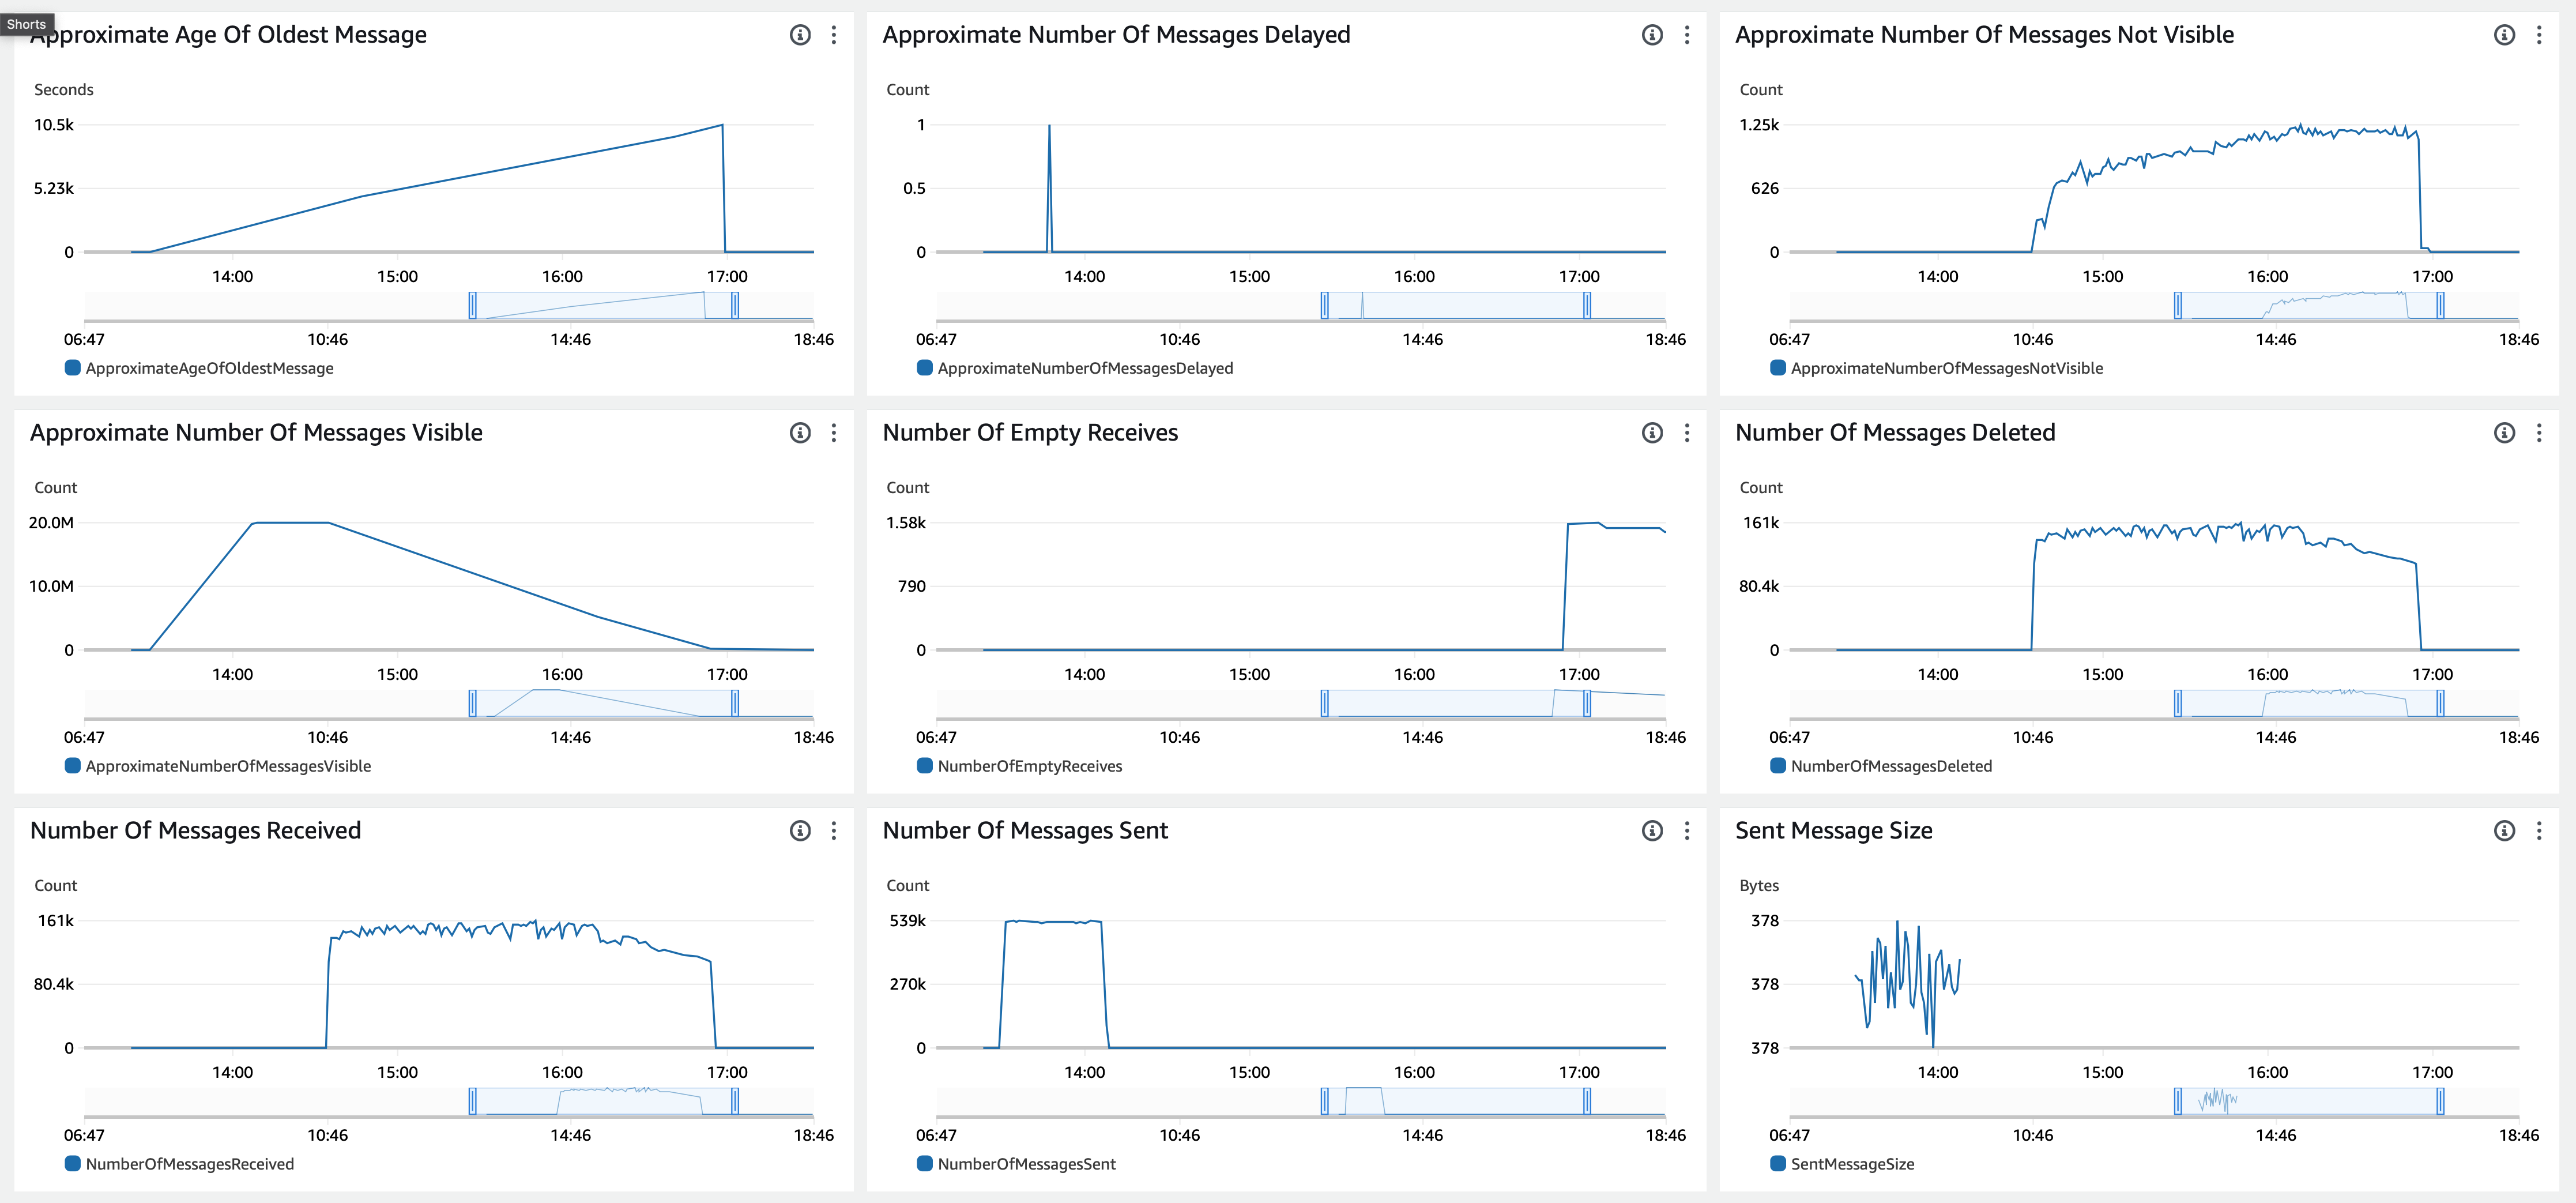 Shorts
Approximate Age Of Oldest Message
Seconds
10.5k
5.23k
0
14:00 15:00 16:00 17:00
06:47 10:46 14:46 18:46
ApproximateAgeOfOldestMessage
Approximate Number Of Messages Delayed
Count
1
0.5
0
14:00 15:00 16:00 17:00
06:47 10:46 14:46 18:46
ApproximateNumberOfMessagesDelayed
Approximate Number Of Messages Not Visible
Count
1.25k
626
0
14:00 15:00 16:00 17:00
06:47 10:46 14:46 18:46
ApproximateNumberOfMessagesNotVisible
Approximate Number Of Messages Visible
Count
20.0M
10.0M
0
14:00 15:00 16:00 17:00
06:47 10:46 14:46 18:46
ApproximateNumberOfMessagesVisible
Number Of Empty Receives
Count
1.58k
790
0
14:00 15:00 16:00 17:00
06:47 10:46 14:46 18:46
NumberOfEmptyReceives
Number Of Messages Deleted
Count
161k
80.4k
0
14:00 15:00 16:00 17:00
06:47 10:46 14:46 18:46
NumberOfMessagesDeleted
Number Of Messages Received
Count
161k
80.4k
0
14:00 15:00 16:00 17:00
06:47 10:46 14:46 18:46
NumberOfMessagesReceived
Number Of Messages Sent
Count
539k
270k
0
14:00 15:00 16:00 17:00
06:47 10:46 14:46 18:46
NumberOfMessagesSent
Sent Message Size
Bytes
378
378
378
14:00 15:00 16:00 17:00
06:47 10:46 14:46 18:46
SentMessageSize